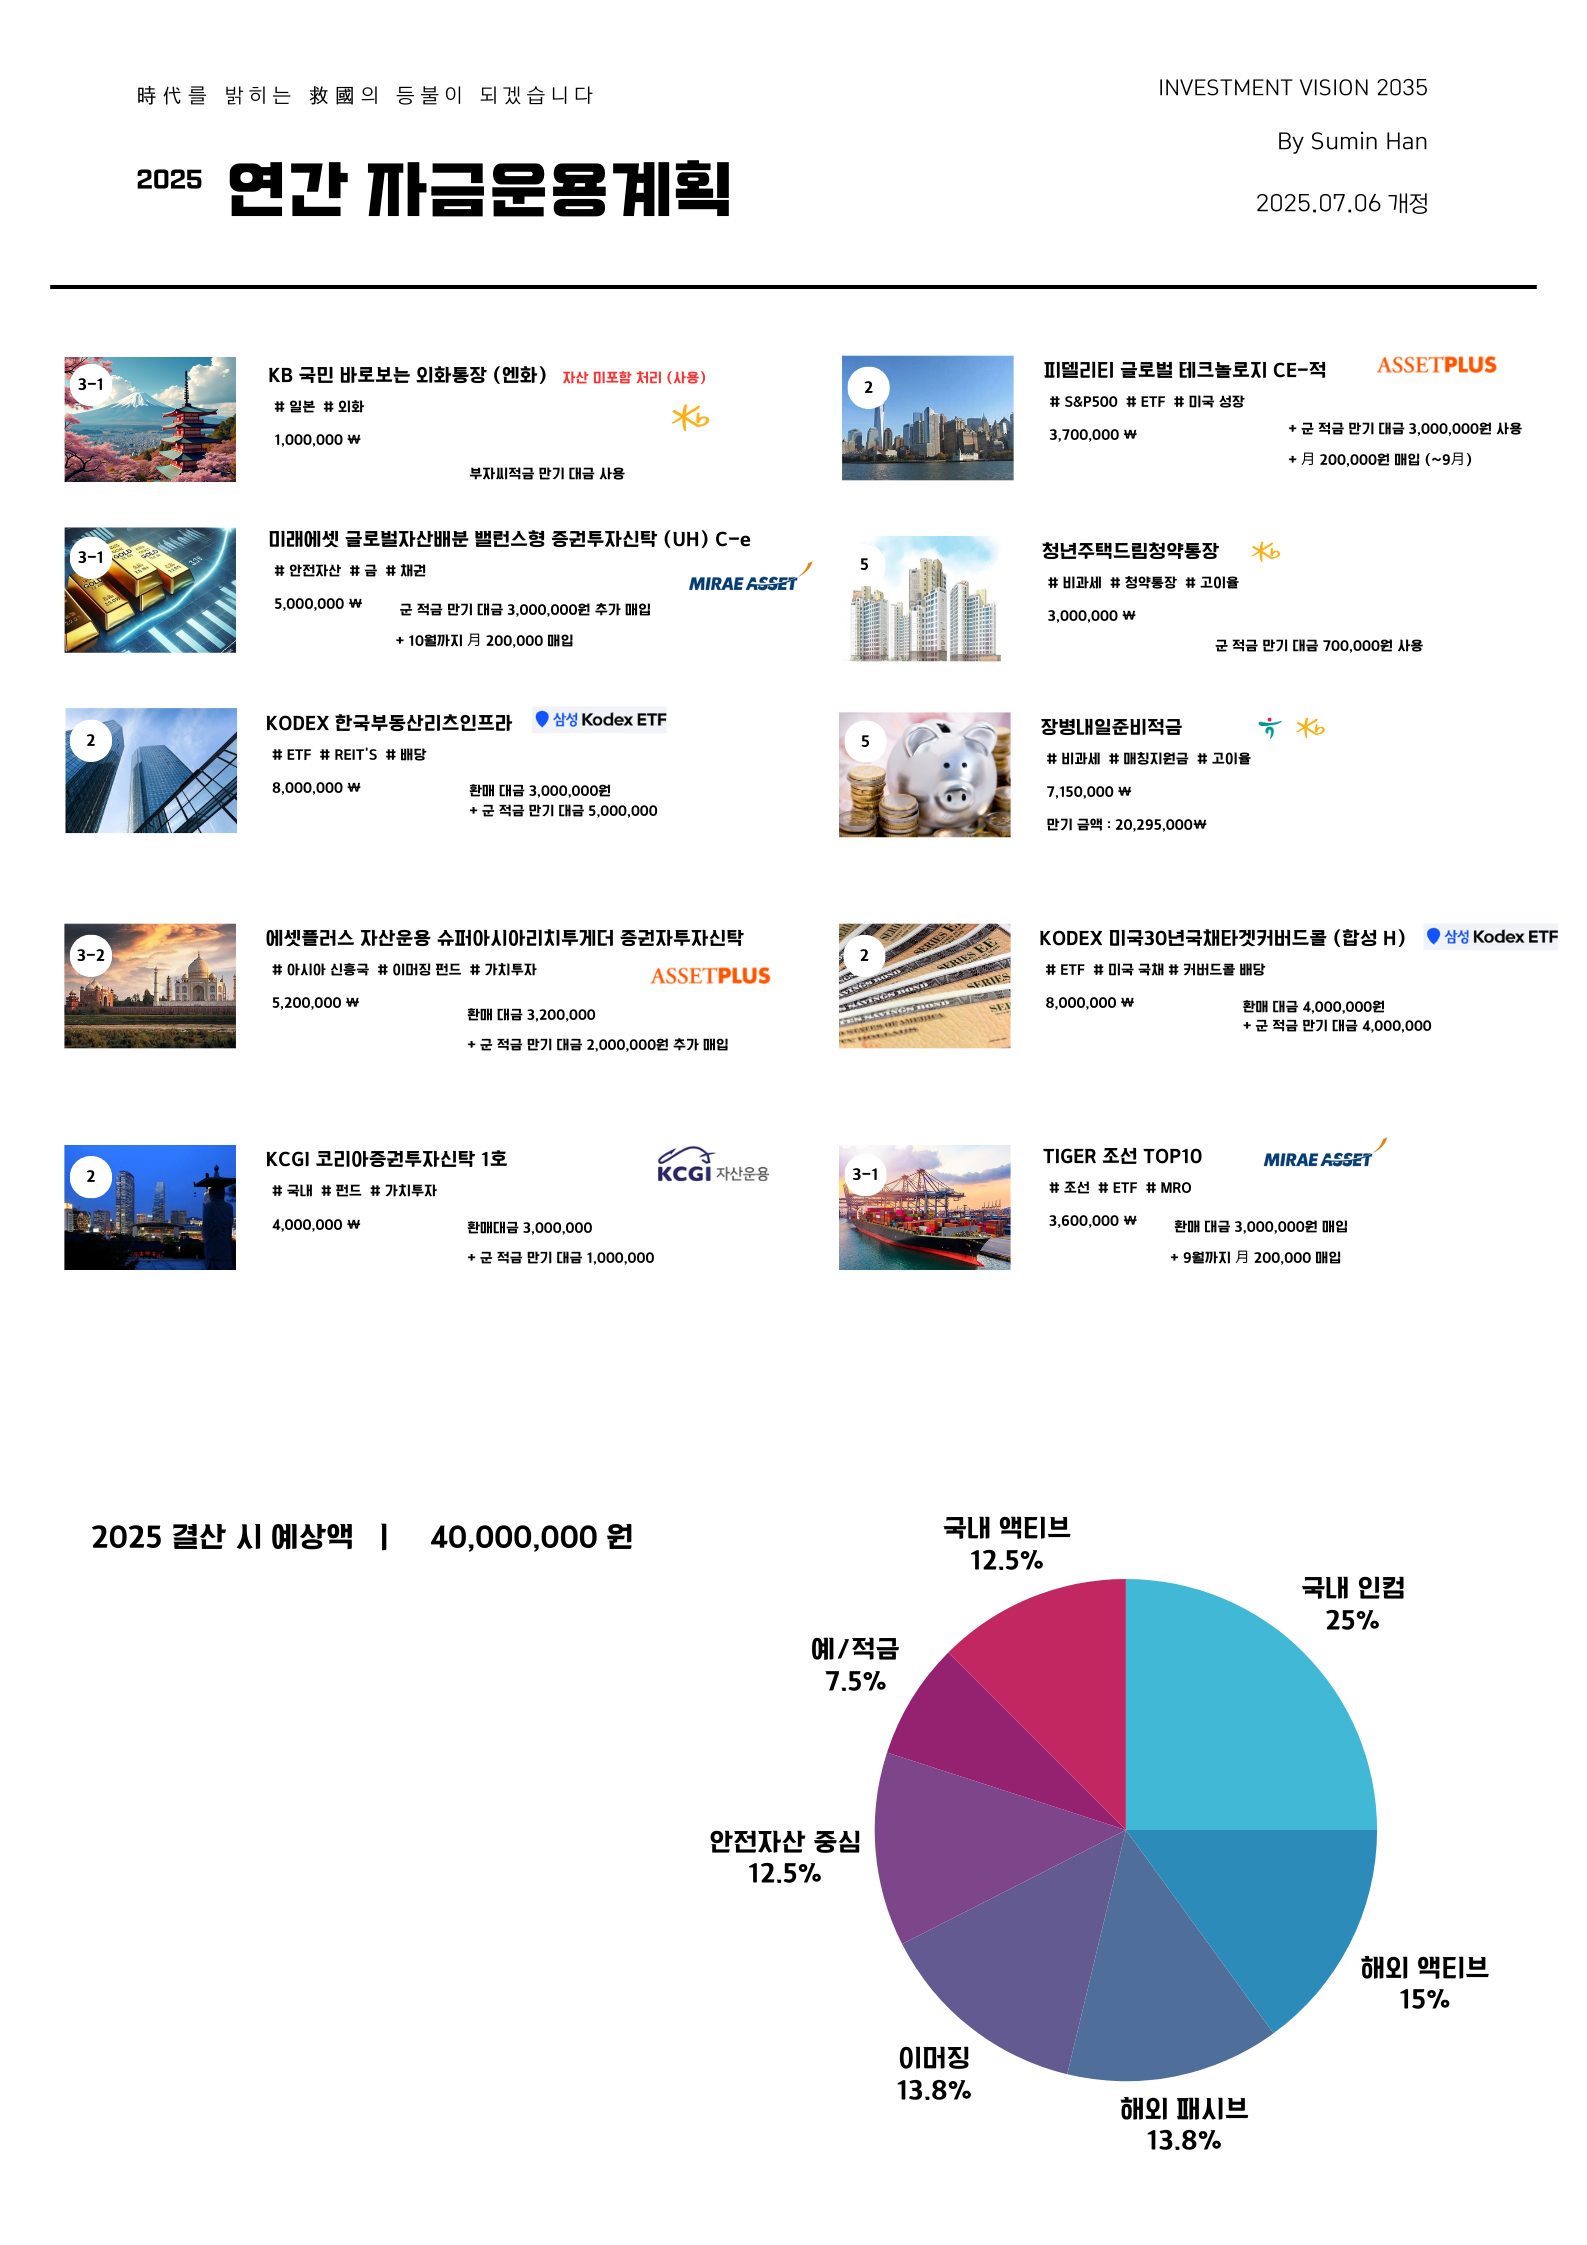 時代를 밝히는 救國의 등불이 되겠습니다
2025 연간 자금운용계획
INVESTMENT VISION 2035
By Sumin Han
2025.07.06 개정
3-1
KB 국민 바로보는 외화통장 (엔화) 자산 미포함 처리 (사용)
# 일본 # 외화
1,000,000 ₩
부자씨적금 만기 대금 사용
2
피델리티 글로벌 테크놀로지 CE-적
ASSETPLUS
# S&P500 # ETF # 미국 성장
3,700,000 ₩
+ 군 적금 만기 대금 3,000,000원 사용
+ 月 200,000원 매입 (~9月)
3-1
미래에셋 글로벌자산배분 밸런스형 증권투자신탁 (UH) C-e
# 안전자산 # 금 # 채권
MIRAE ASSET
5,000,000 ₩
군 적금 만기 대금 3,000,000원 추가 매입
+ 10월까지 月 200,000 매입
5
청년주택드림청약통장
# 비과세 # 청약통장 # 고이율
3,000,000 ₩
군 적금 만기 대금 700,000원 사용
2
KODEX 한국부동산리츠인프라
삼성 Kodex ETF
# ETF # REIT'S # 배당
8,000,000 ₩
환매 대금 3,000,000원
+ 군 적금 만기 대금 5,000,000
5
장병내일준비적금
# 비과세 # 매칭지원금 # 고이율
7,150,000 ₩
만기 금액 : 20,295,000₩
3-2
에셋플러스 자산운용 슈퍼아시아리치투게더 증권자투자신탁
# 아시아 신흥국 # 이머징 펀드 # 가치투자
ASSETPLUS
5,200,000 ₩
환매 대금 3,200,000
+ 군 적금 만기 대금 2,000,000원 추가 매입
2
KODEX 미국30년국채타겟커버드콜 (합성 H)
삼성 Kodex ETF
# ETF # 미국 국채 # 커버드콜 배당
8,000,000 ₩
환매 대금 4,000,000원
+ 군 적금 만기 대금 4,000,000
2
KCGI 코리아증권투자신탁 1호
KCGI 자산운용
# 국내 # 펀드 # 가치투자
4,000,000 ₩
환매대금 3,000,000
+ 군 적금 만기 대금 1,000,000
3-1
TIGER 조선 TOP10
MIRAE ASSET
# 조선 # ETF # MRO
3,600,000 ₩
환매 대금 3,000,000원 매입
+ 9월까지 月 200,000 매입
2025 결산 시 예상액 | 40,000,000 원
국내 액티브
12.5%
국내 인컴
25%
예/적금
7.5%
안전자산 중심
12.5%
해외 액티브
15%
이머징
13.8%
해외 패시브
13.8%